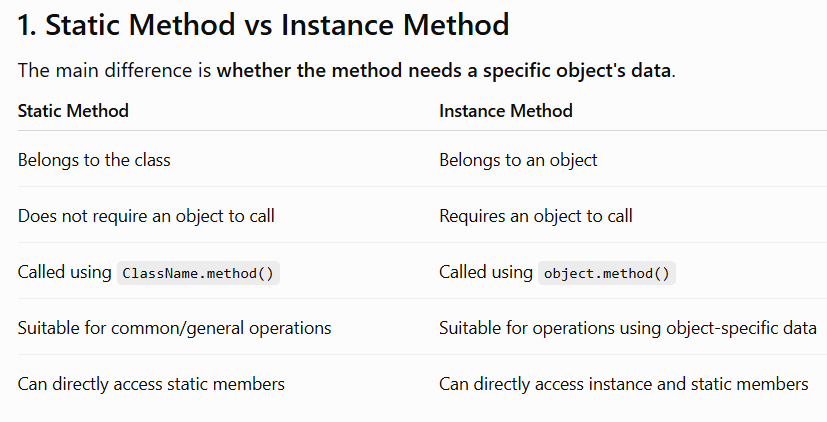 1. Static Method vs Instance Method
The main difference is whether the method needs a specific object's data.
Static Method Instance Method
Belongs to the class Belongs to an object
Does not require an object to call Requires an object to call
Called using ClassName.method() Called using object.method()
Suitable for common/general operations Suitable for operations using object-specific data
Can directly access static members Can directly access instance and static members